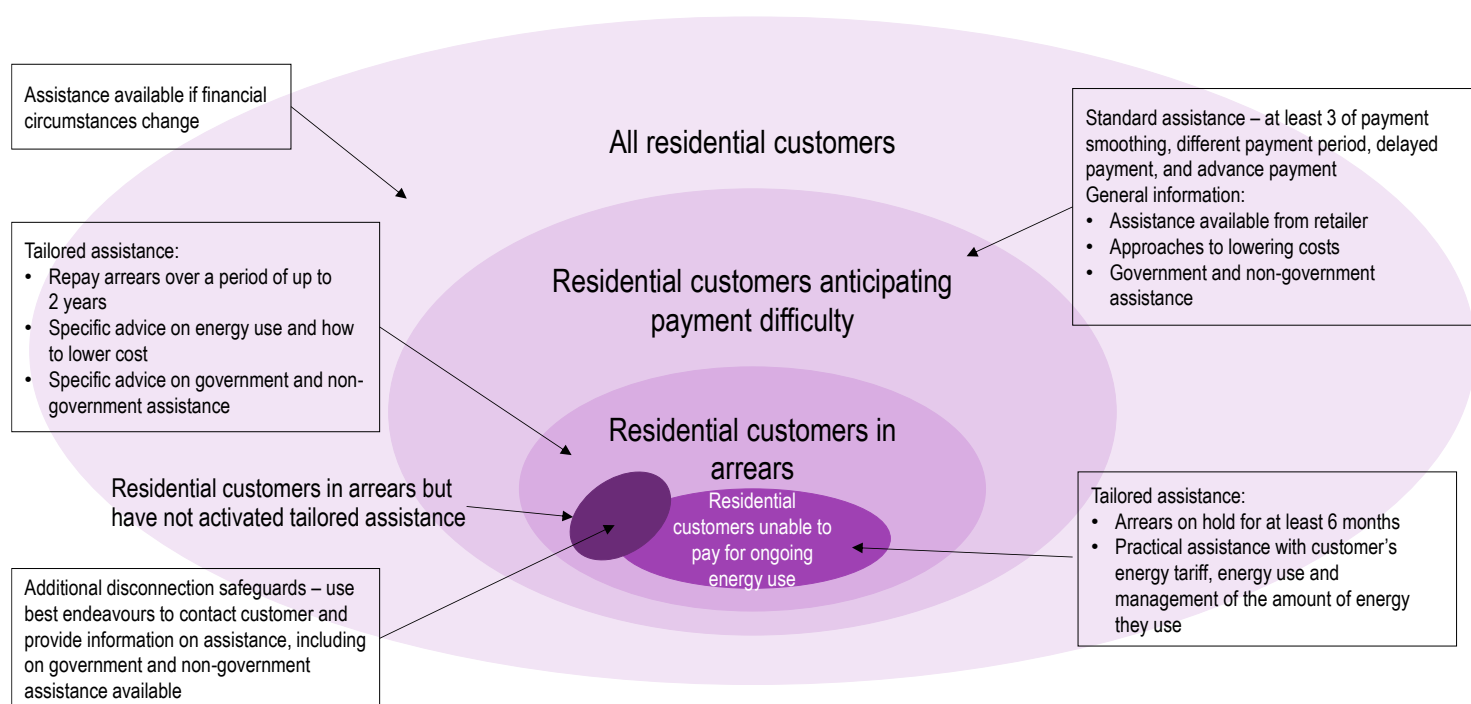 Assistance available if financial
circumstances change
All residential customers
Standard assistance – at least 3 of payment
smoothing, different payment period, delayed
payment, and advance payment
General information:
• Assistance available from retailer
• Approaches to lowering costs
• Government and non-government
assistance
Tailored assistance:
• Repay arrears over a period of up to
2 years
• Specific advice on energy use and how
to lower cost
• Specific advice on government and non-
government assistance
Residential customers anticipating
payment difficulty
Residential customers in
arrears
Residential customers in arrears but
have not activated tailored assistance
Residential
customers unable to
pay for ongoing
energy use
Tailored assistance:
• Arrears on hold for at least 6 months
• Practical assistance with customer’s
energy tariff, energy use and
management of the amount of energy
they use
Additional disconnection safeguards – use
best endeavours to contact customer and
provide information on assistance, including
on government and non-government
assistance available